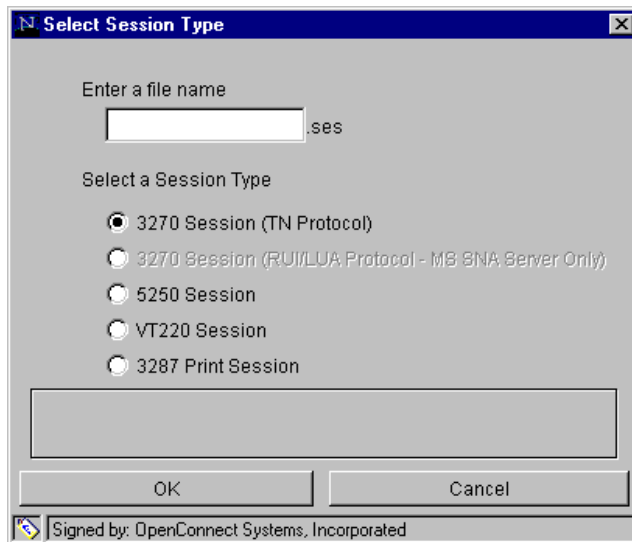 Select Session Type
Enter a file name
.ses
Select a Session Type
3270 Session (TN Protocol)
3270 Session (RUI/LUA Protocol - MS SNA Server Only)
5250 Session
VT220 Session
3287 Print Session
OK Cancel
Signed by: OpenConnect Systems, Incorporated